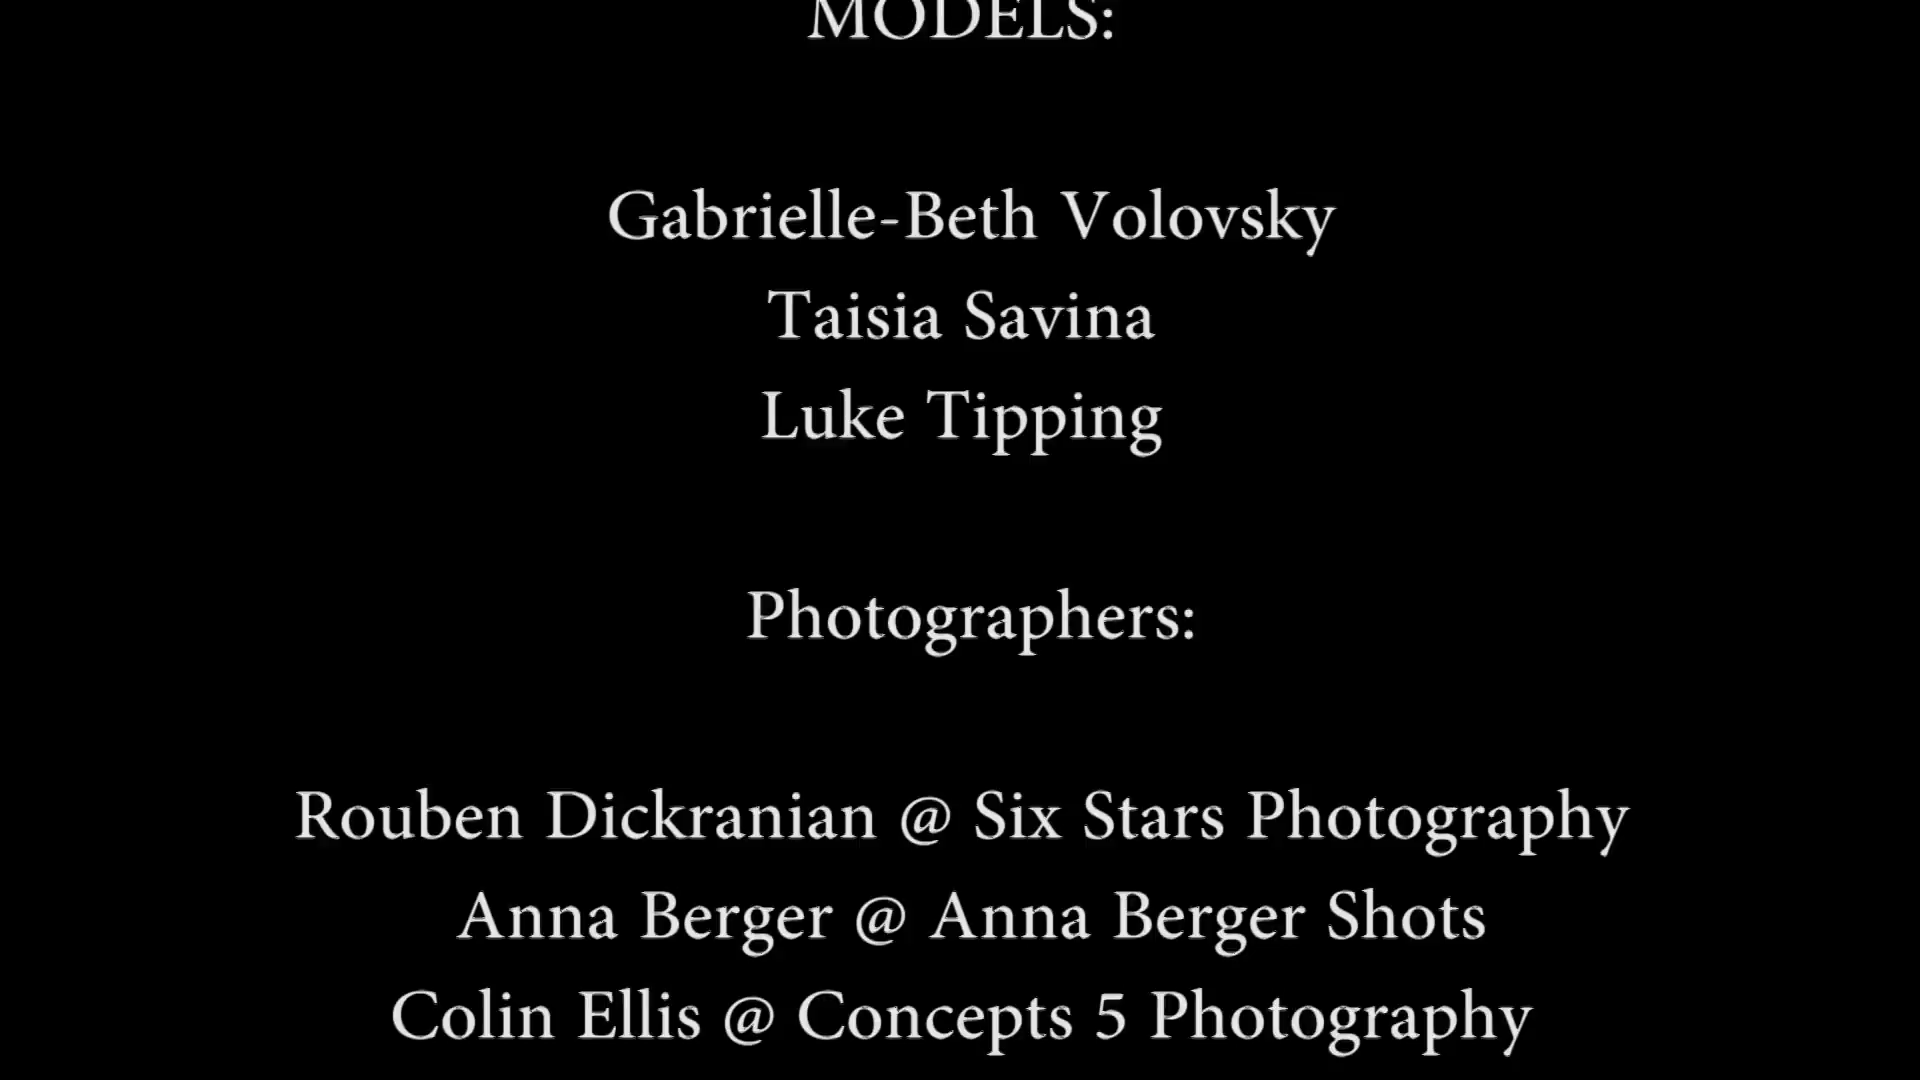 MODELS:
Gabrielle-Beth Volovsky
Taisia Savina
Luke Tipping
Photographers:
Rouben Dickranian @ Six Stars Photography
Anna Berger @ Anna Berger Shots
Colin Ellis @ Concepts 5 Photography